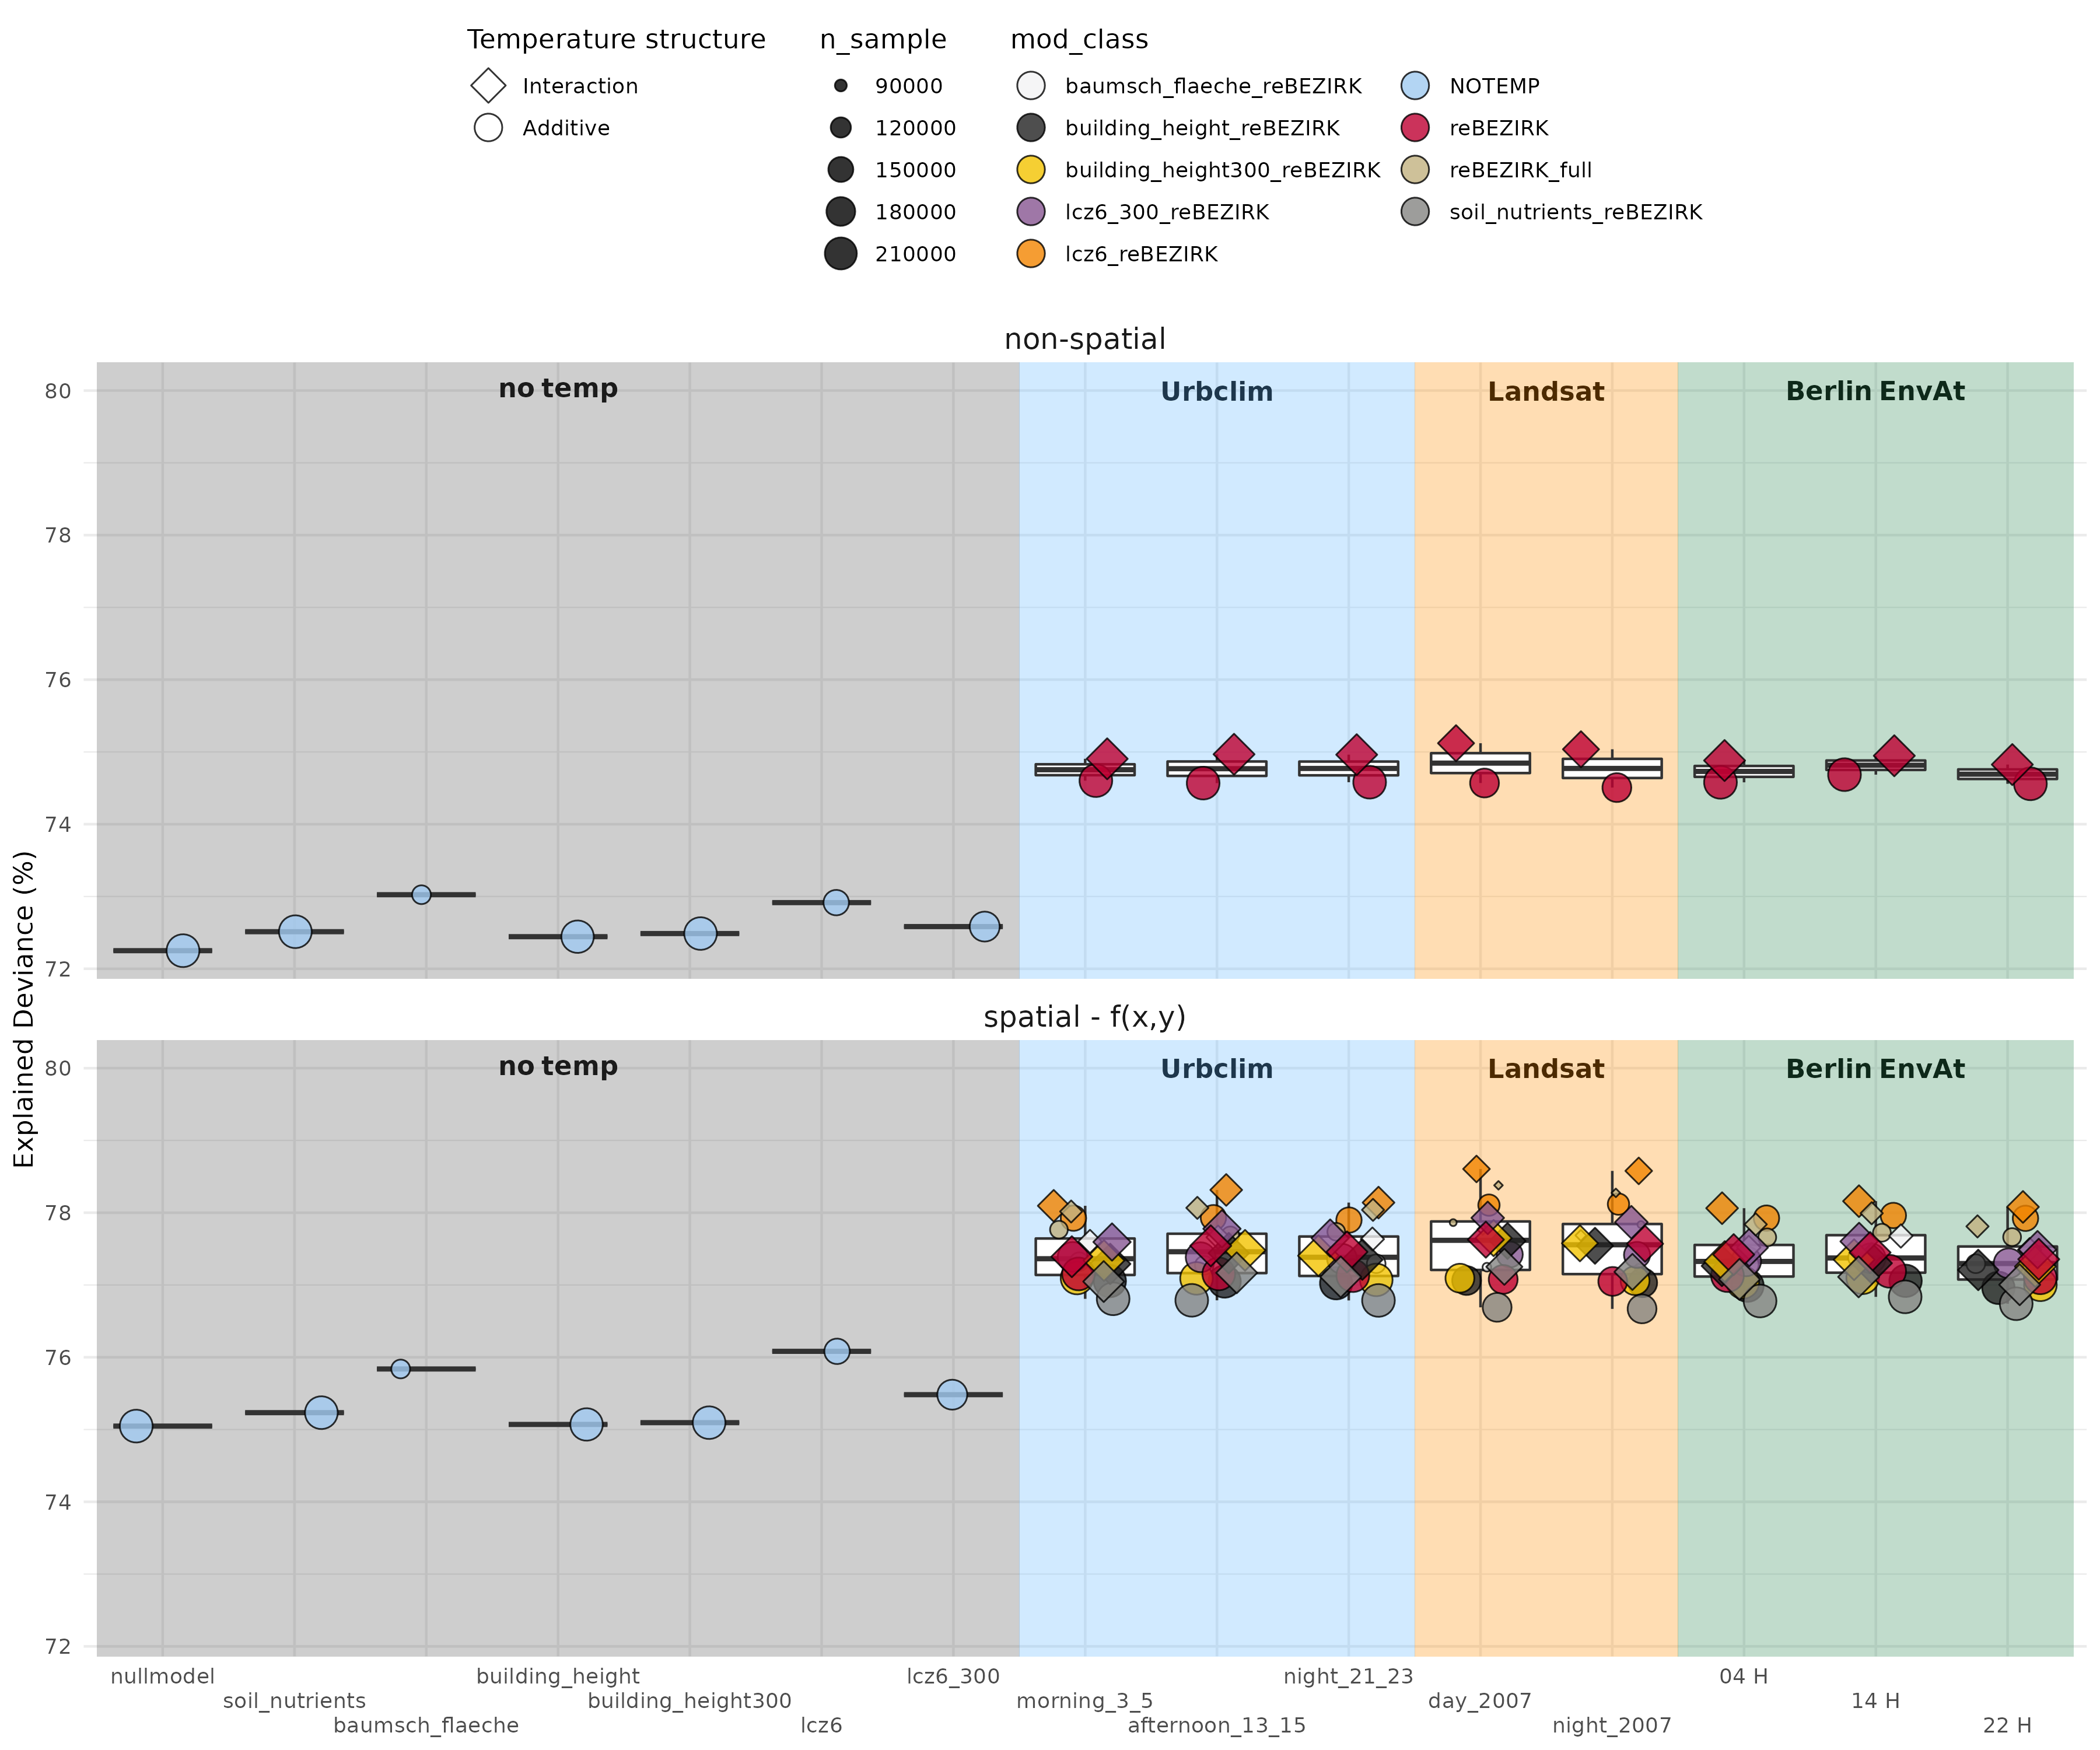 Temperature structure
Interaction
Additive
n_sample
90000
120000
150000
180000
210000
mod_class
baumsch_flaeche_reBEZIRK
building_height_reBEZIRK
building_height300_reBEZIRK
lcz6_300_reBEZIRK
lcz6_reBEZIRK
NOTEMP
reBEZIRK
reBEZIRK_full
soil_nutrients_reBEZIRK
Explained Deviance (%)
non-spatial
no temp
Urbclim
Landsat
Berlin EnvAt
80
78
76
74
72
spatial - f(x,y)
no temp
Urbclim
Landsat
Berlin EnvAt
80
78
76
74
72
nullmodel
soil_nutrients
baumsch_flaeche
building_height
building_height300
lcz6
lcz6_300
morning_3_5
afternoon_13_15
night_21_23
day_2007
night_2007
04 H
14 H
22 H